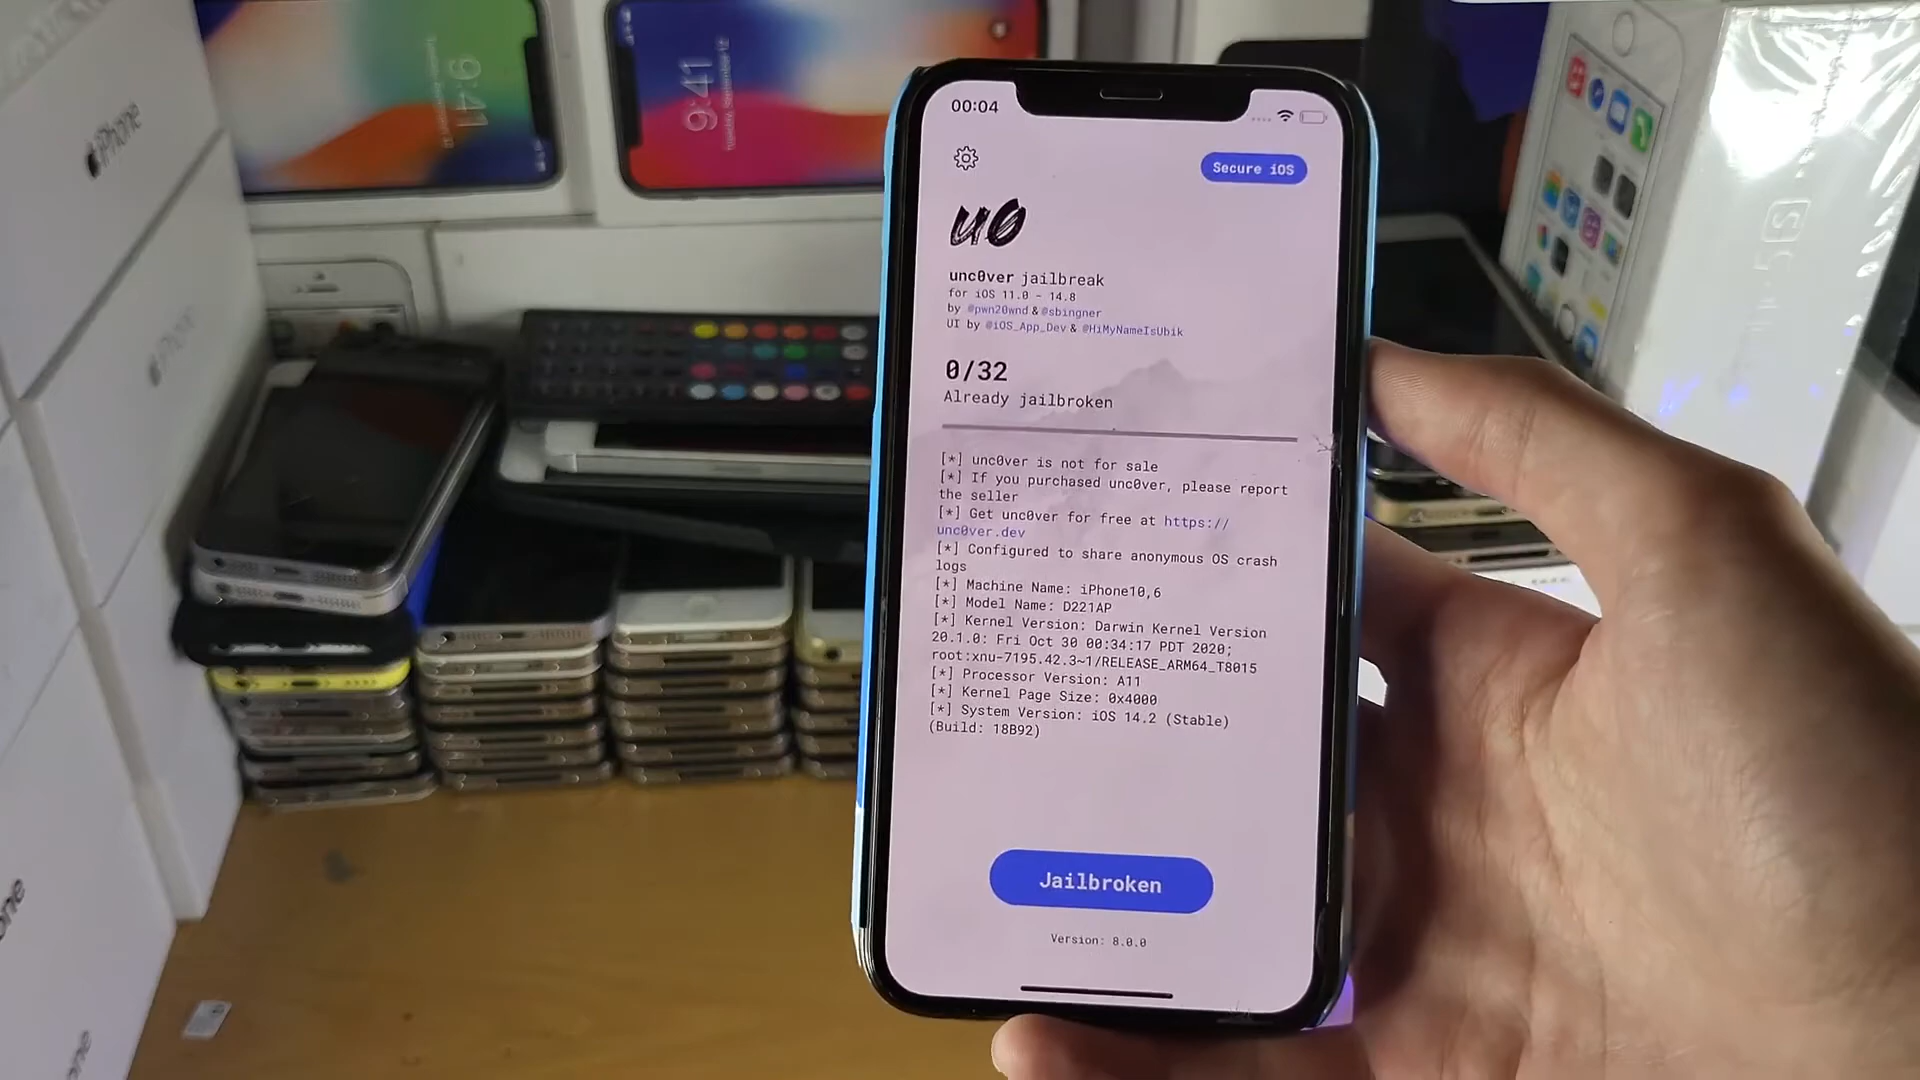 iPhone
9:41
9:41
00:04
Secure iOS
u0
unc0ver jailbreak
for iOS 11.0 - 14.8
by @pwn20wnd & @sbingner
UI by @iOS_App_Dev & @HiMyNameIsUbik
0/32
Already jailbroken
[*] unc0ver is not for sale
[*] If you purchased unc0ver, please report
the seller
[*] Get unc0ver for free at https://
unc0ver.dev
[*] Configured to share anonymous OS crash
logs
[*] Machine Name: iPhone10,6
[*] Model Name: D221AP
[*] Kernel Version: Darwin Kernel Version
20.1.0: Fri Oct 30 00:34:17 PDT 2020;
root:xnu-7195.42.3~1/RELEASE_ARM64_T8015
[*] Processor Version: A11
[*] Kernel Page Size: 0x4000
[*] System Version: iOS 14.2 (Stable)
(Build: 18B92)
Jailbroken
Version: 8.0.0
iPhone